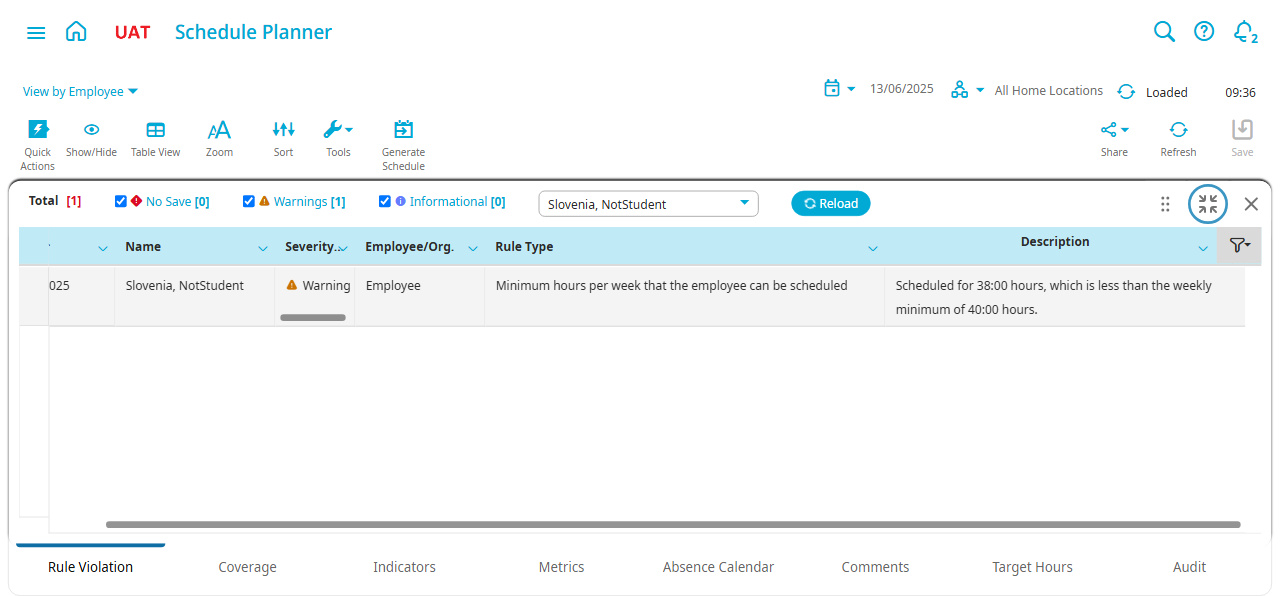 UAT Schedule Planner
2
View by Employee
13/06/2025 All Home Locations Loaded 09:36
Quick Actions
Show/Hide
Table View
Zoom
Sort
Tools
Generate Schedule
Share
Refresh
Save
Total [1] No Save [0] Warnings [1] Informational [0] Slovenia, NotStudent Reload
Name Severity... Employee/Org. Rule Type Description
025 Slovenia, NotStudent Warning Employee Minimum hours per week that the employee can be scheduled Scheduled for 38:00 hours, which is less than the weekly
minimum of 40:00 hours.
Rule Violation Coverage Indicators Metrics Absence Calendar Comments Target Hours Audit